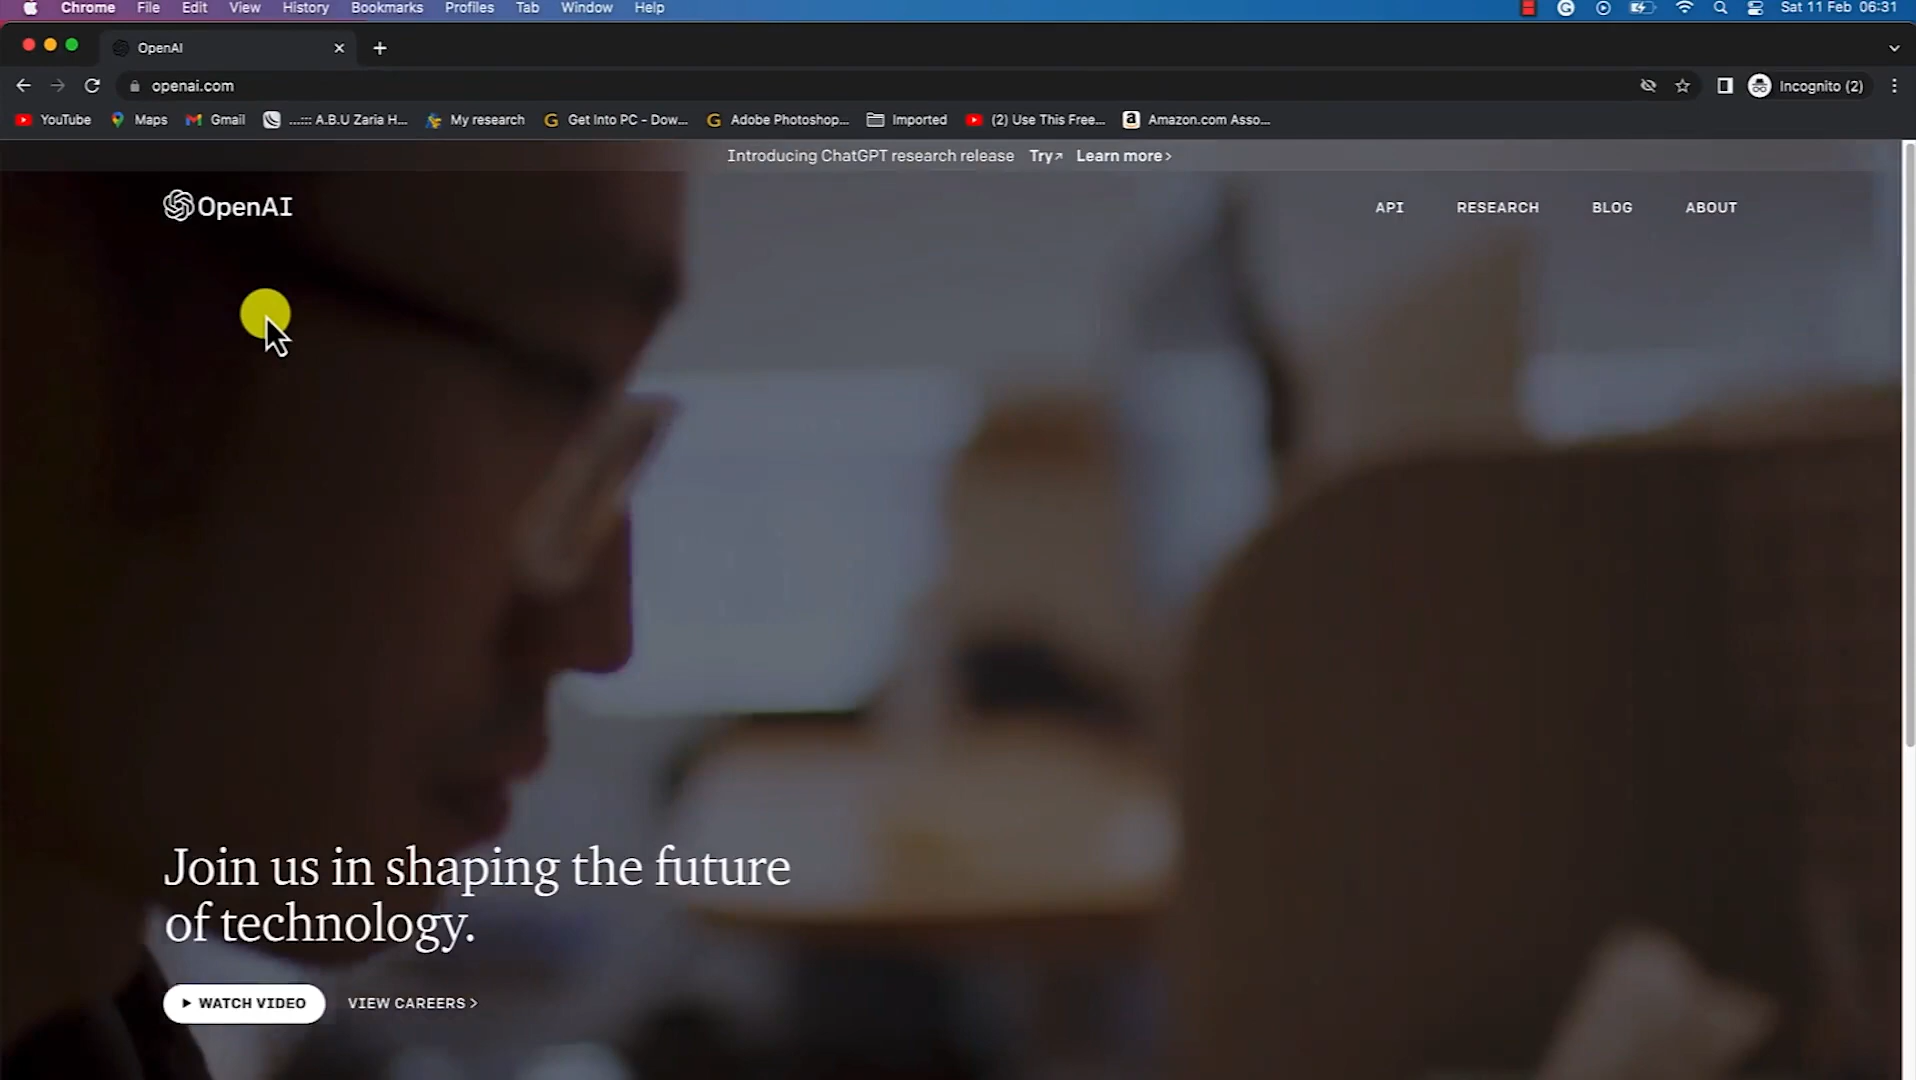 Chrome File Edit View History Bookmarks Profiles Tab Window Help Sat 11 Feb 06:31
OpenAI
openai.com Incognito (2)
YouTube Maps Gmail ...::: A.B.U Zaria H... My research Get Into PC - Dow... Adobe Photoshop... Imported (2) Use This Free... Amazon.com Asso...
Introducing ChatGPT research release Try↗ Learn more >
OpenAI API RESEARCH BLOG ABOUT
Join us in shaping the future
of technology.
WATCH VIDEO VIEW CAREERS >